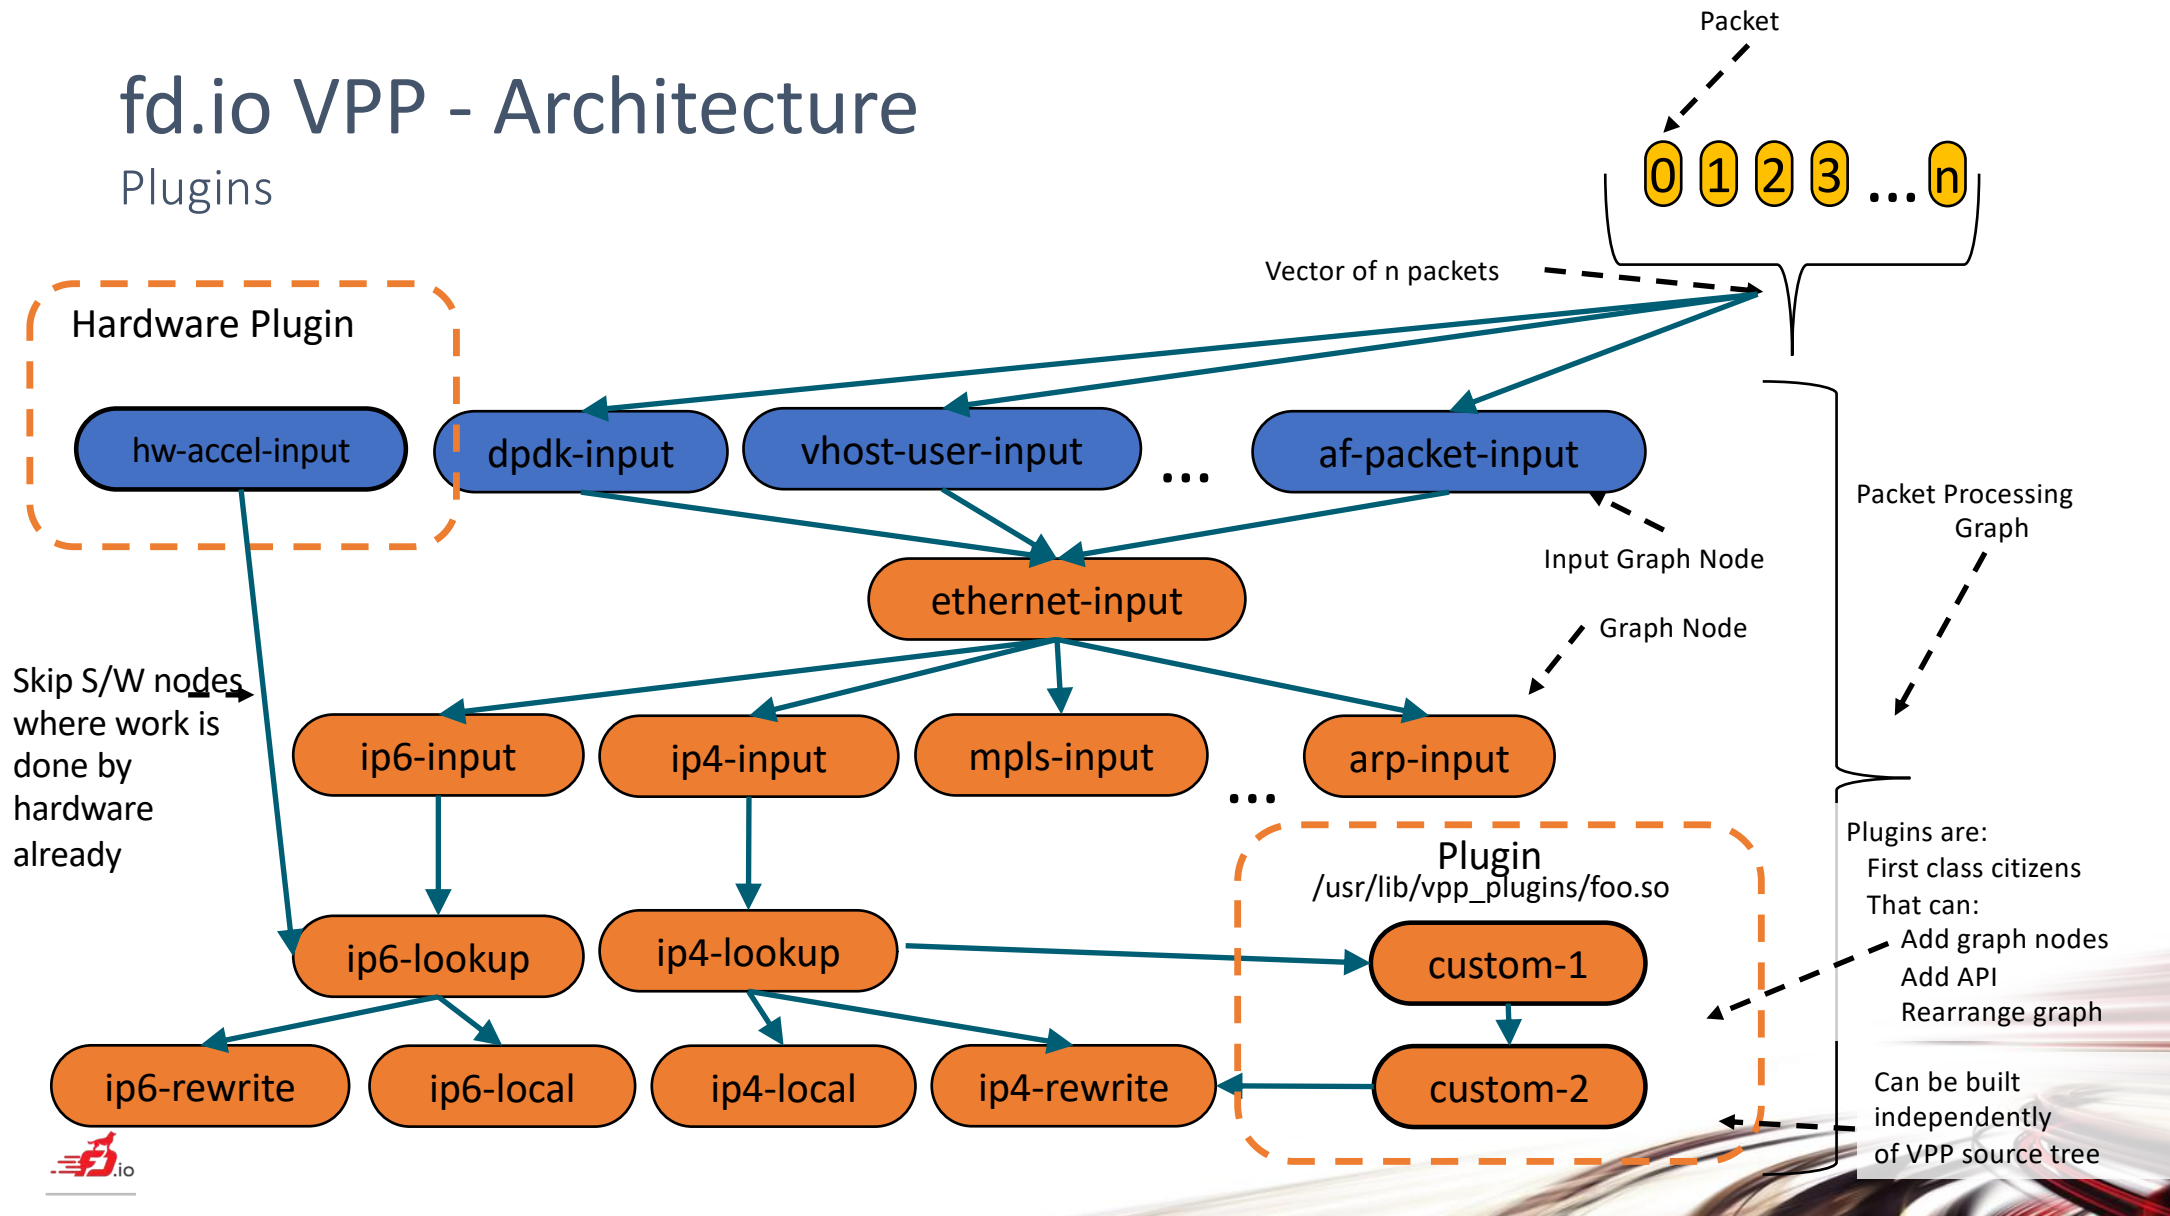 fd.io VPP - Architecture
Plugins
Packet
0 1 2 3 ... n
Vector of n packets
Hardware Plugin
hw-accel-input
dpdk-input
vhost-user-input
...
af-packet-input
Packet Processing
Graph
Input Graph Node
ethernet-input
Graph Node
Skip S/W nodes
where work is
done by
hardware
already
ip6-input
ip4-input
mpls-input
...
arp-input
Plugin
/usr/lib/vpp_plugins/foo.so
Plugins are:
First class citizens
That can:
Add graph nodes
Add API
Rearrange graph
ip6-lookup
ip4-lookup
custom-1
ip6-rewrite
ip6-local
ip4-local
ip4-rewrite
custom-2
Can be built
independently
of VPP source tree
FD.io